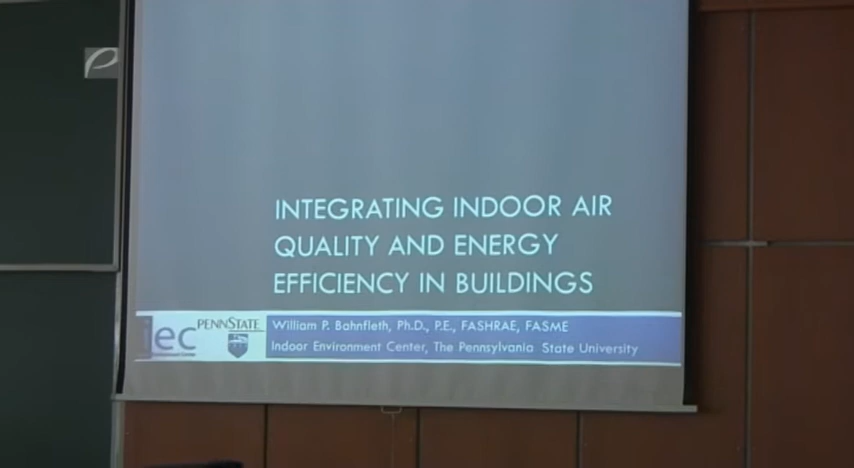 INTEGRATING INDOOR AIR
QUALITY AND ENERGY
EFFICIENCY IN BUILDINGS
iec
PENNSTATE
William P. Bahnfleth, Ph.D., P.E., FASHRAE, FASME
Indoor Environment Center, The Pennsylvania State University